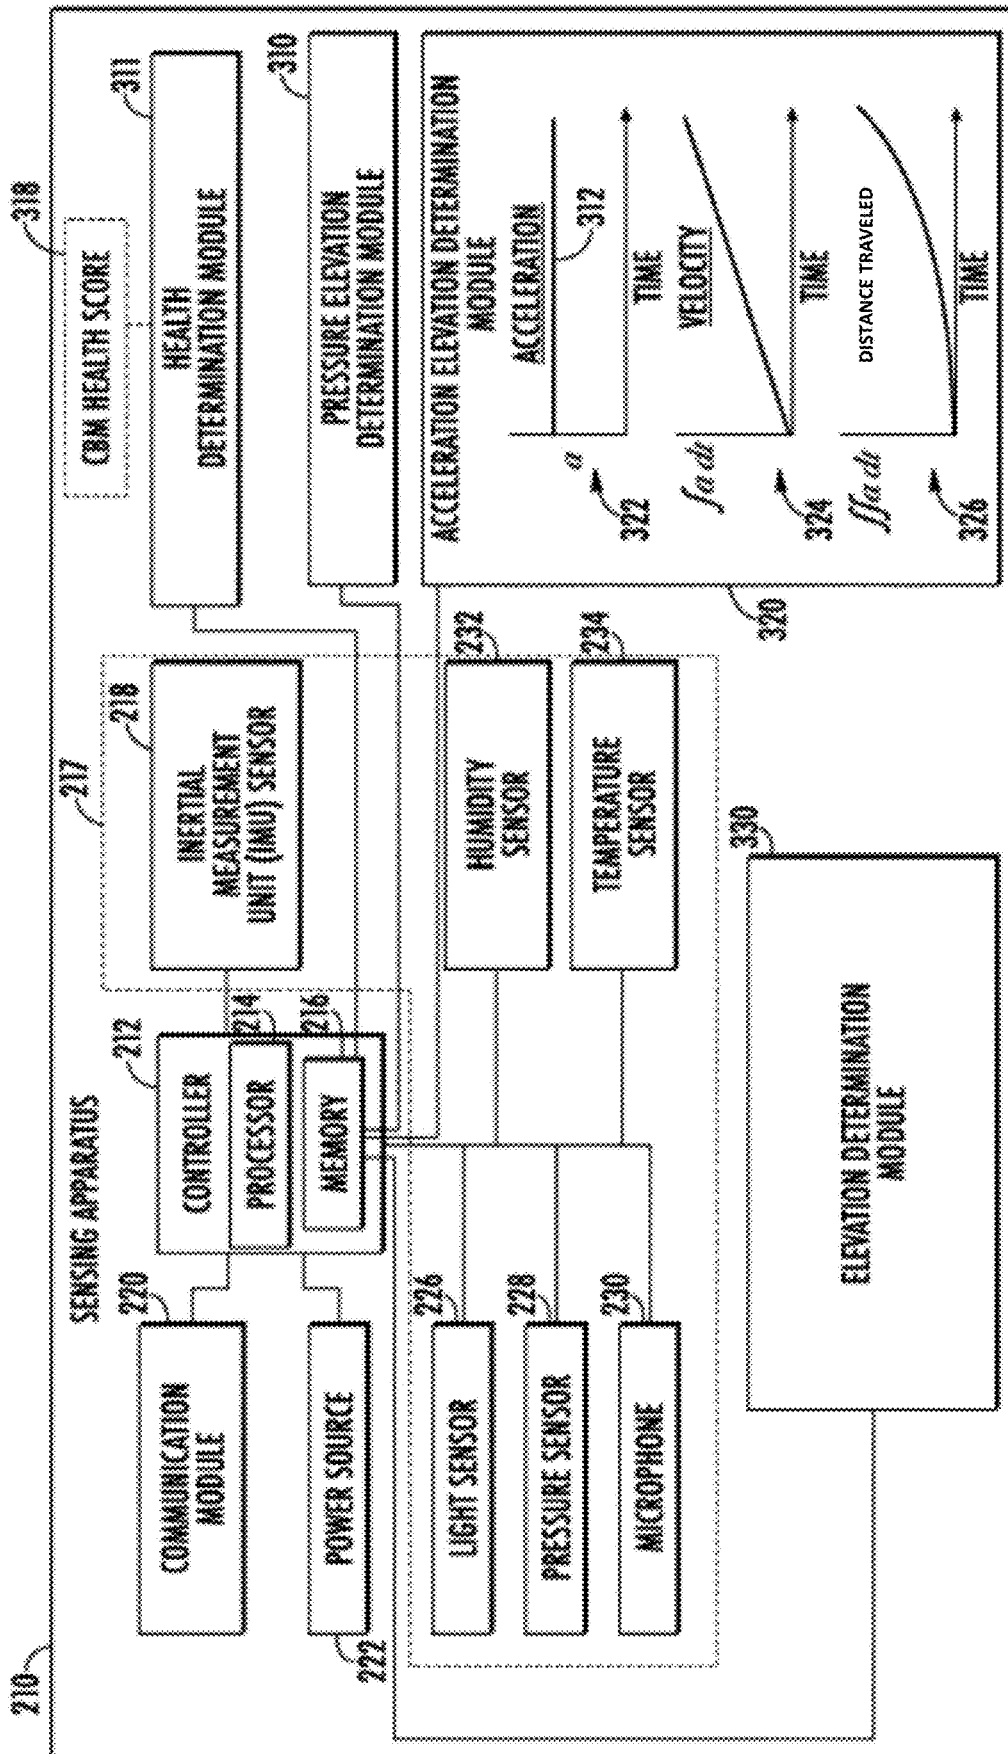 210
SENSING APPARATUS
220
COMMUNICATION
MODULE
222
POWER SOURCE
212
CONTROLLER
214
PROCESSOR
216
MEMORY
217
218
INERTIAL
MEASUREMENT
UNIT (IMU) SENSOR
226
LIGHT SENSOR
228
PRESSURE SENSOR
230
MICROPHONE
232
HUMIDITY
SENSOR
234
TEMPERATURE
SENSOR
318
CBM HEALTH SCORE
311
HEALTH
DETERMINATION MODULE
310
PRESSURE ELEVATION
DETERMINATION MODULE
ACCELERATION ELEVATION DETERMINATION
MODULE
ACCELERATION
a
312
322
TIME
VELOCITY
∫a dt
324
TIME
DISTANCE TRAVELED
∫∫a dt
326
TIME
320
330
ELEVATION DETERMINATION
MODULE